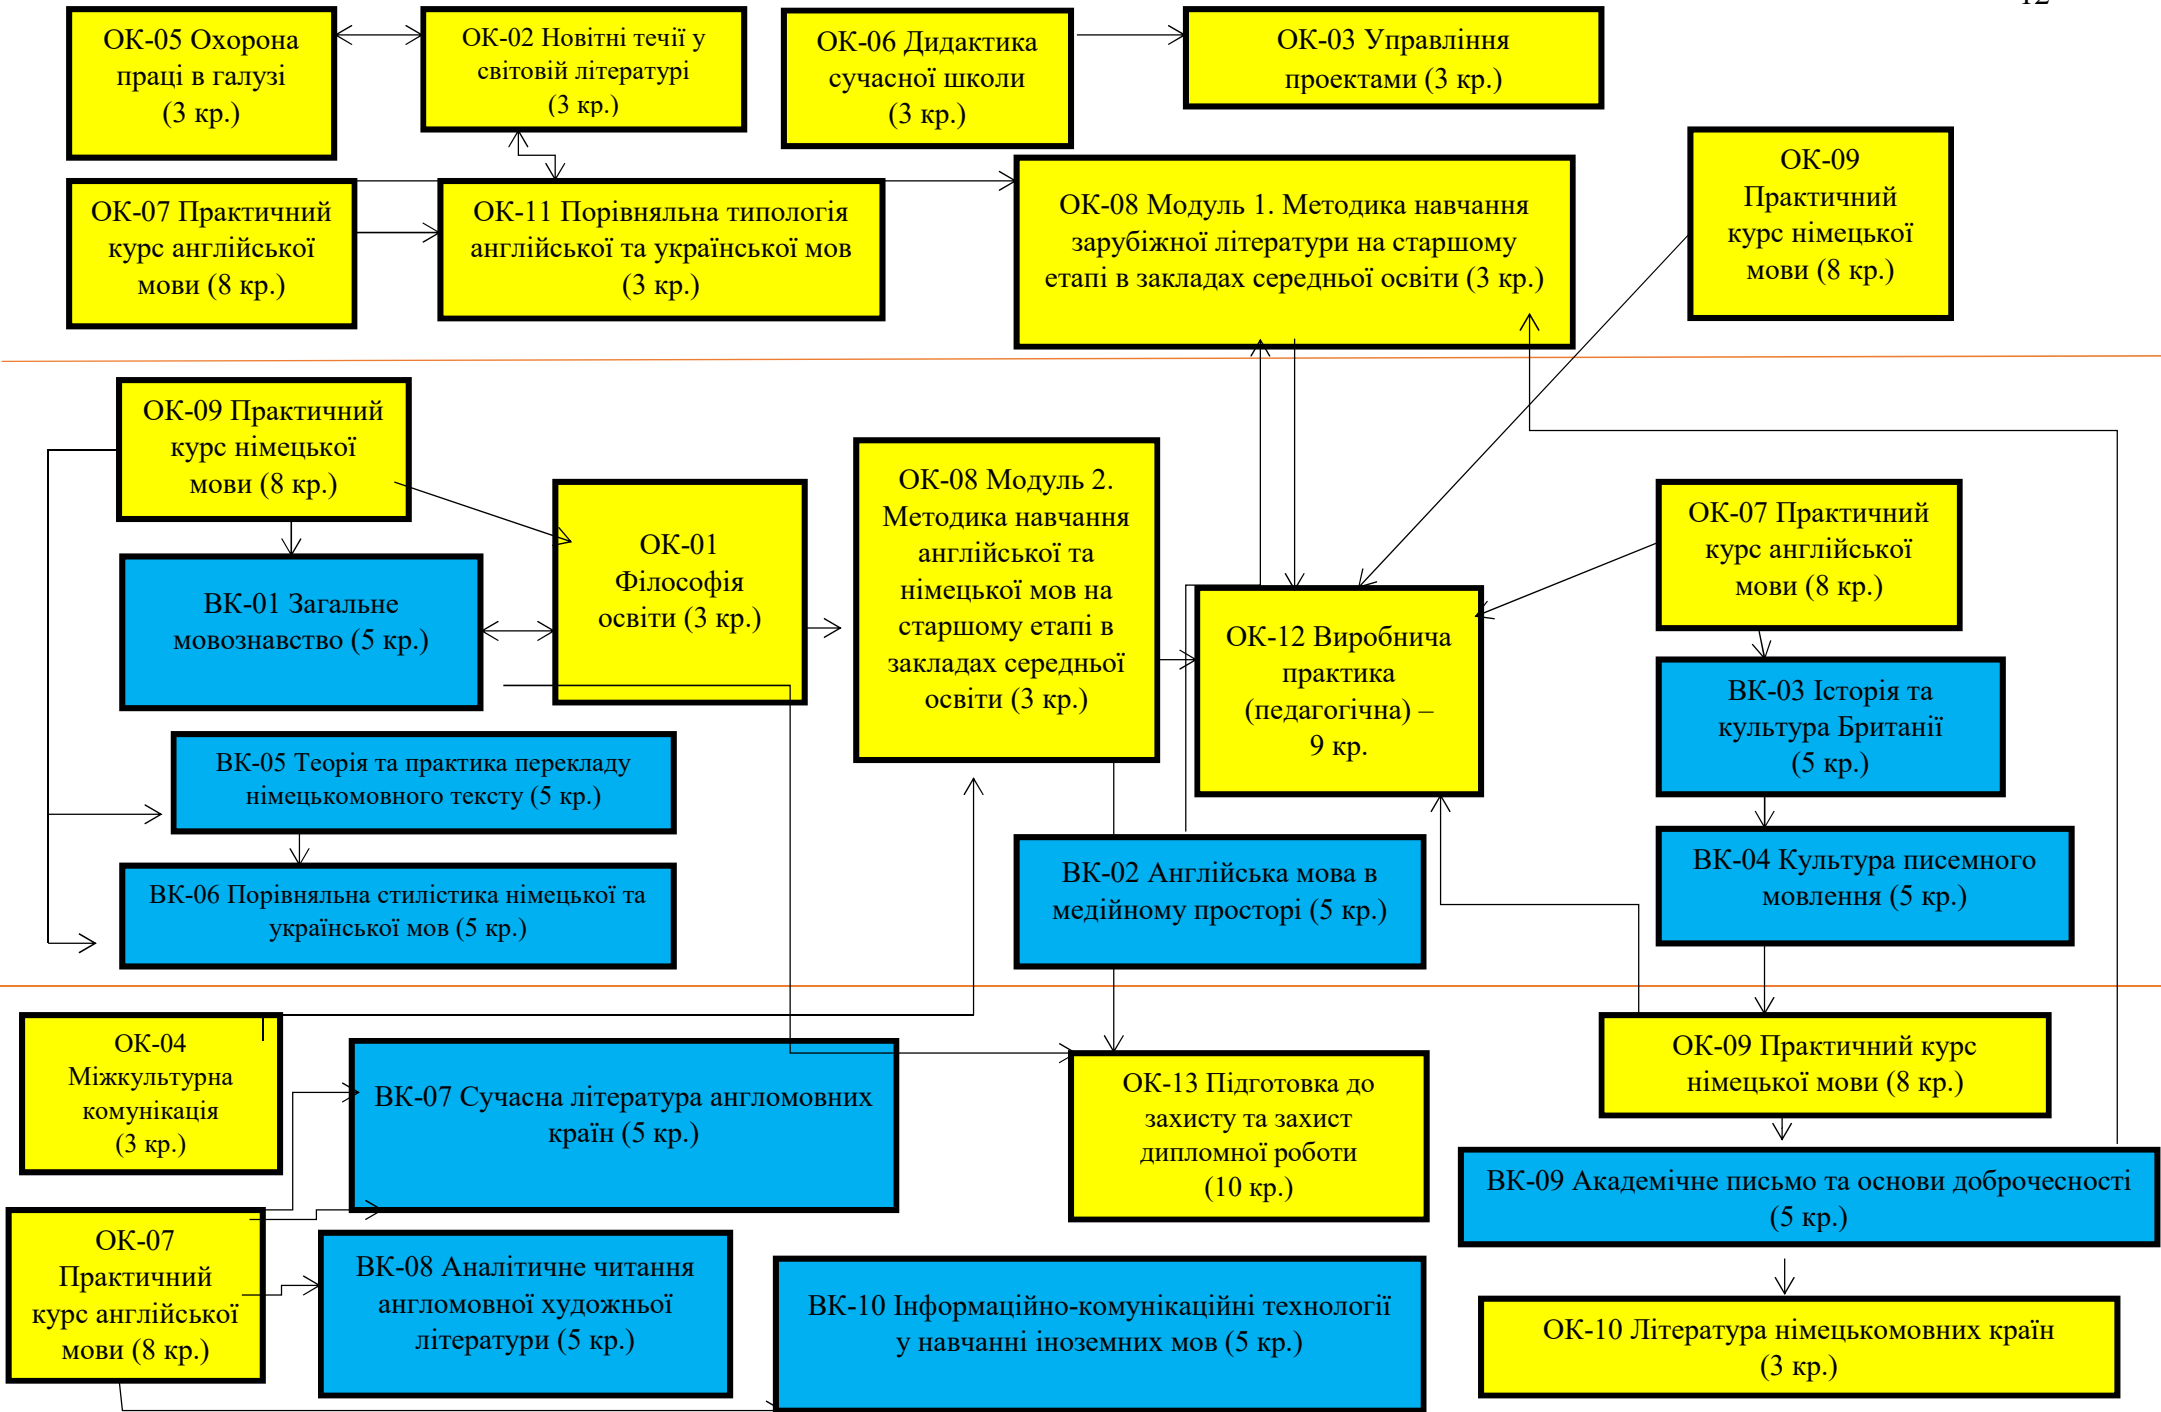 12
ОК-05 Охорона
праці в галузі
(3 кр.)
ОК-02 Новітні течії у
світовій літературі
(3 кр.)
ОК-06 Дидактика
сучасної школи
(3 кр.)
ОК-03 Управління
проектами (3 кр.)
ОК-07 Практичний
курс англійської
мови (8 кр.)
ОК-11 Порівняльна типологія
англійської та української мов
(3 кр.)
ОК-08 Модуль 1. Методика навчання
зарубіжної літератури на старшому
етапі в закладах середньої освіти (3 кр.)
ОК-09
Практичний
курс німецької
мови (8 кр.)
ОК-09 Практичний
курс німецької
мови (8 кр.)
ВК-01 Загальне
мовознавство (5 кр.)
ОК-01
Філософія
освіти (3 кр.)
ОК-08 Модуль 2.
Методика навчання
англійської та
німецької мов на
старшому етапі в
закладах середньої
освіти (3 кр.)
ОК-12 Виробнича
практика
(педагогічна) –
9 кр.
ОК-07 Практичний
курс англійської
мови (8 кр.)
ВК-03 Історія та
культура Британії
(5 кр.)
ВК-05 Теорія та практика перекладу
німецькомовного тексту (5 кр.)
ВК-06 Порівняльна стилістика німецької та
української мов (5 кр.)
ВК-02 Англійська мова в
медійному просторі (5 кр.)
ВК-04 Культура писемного
мовлення (5 кр.)
ОК-04
Міжкультурна
комунікація
(3 кр.)
ВК-07 Сучасна література англомовних
країн (5 кр.)
ОК-13 Підготовка до
захисту та захист
дипломної роботи
(10 кр.)
ОК-09 Практичний курс
німецької мови (8 кр.)
ВК-09 Академічне письмо та основи доброчесності
(5 кр.)
ОК-07
Практичний
курс англійської
мови (8 кр.)
ВК-08 Аналітичне читання
англомовної художньої
літератури (5 кр.)
ВК-10 Інформаційно-комунікаційні технології
у навчанні іноземних мов (5 кр.)
ОК-10 Література німецькомовних країн
(3 кр.)